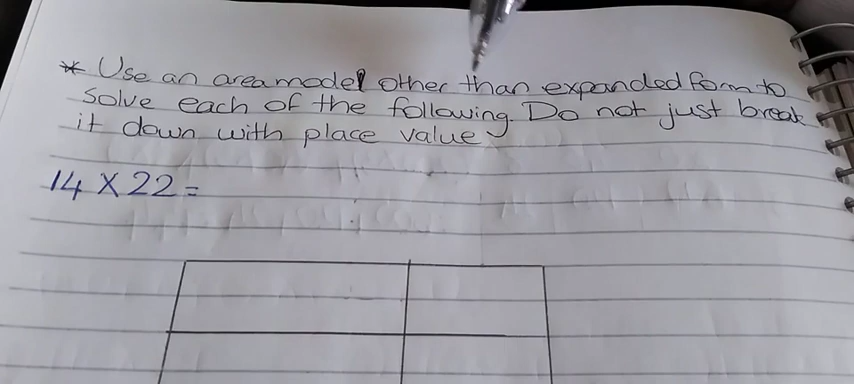 * Use an area model other than expanded form to
solve each of the following. Do not just break
it down with place value
14 X 22 =